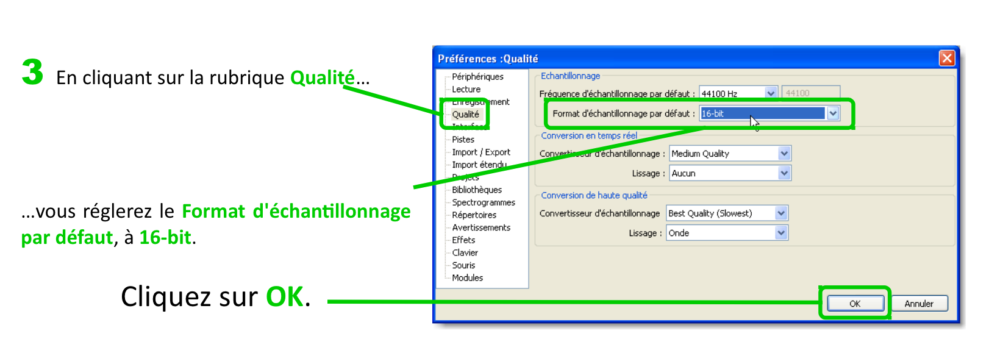 3 En cliquant sur la rubrique Qualité...
...vous réglerez le Format d'échantillonnage
par défaut, à 16-bit.
Cliquez sur OK.
Préférences :Qualité
Périphériques
Lecture
Enregistrement
Qualité
Interface
Pistes
Import / Export
Import étendu
Projets
Bibliothèques
Spectrogrammes
Répertoires
Avertissements
Effets
Clavier
Souris
Modules
Echantillonnage
Fréquence d'échantillonnage par défaut : 44100 Hz 44100
Format d'échantillonnage par défaut : 16-bit
Conversion en temps réel
Convertisseur d'échantillonnage : Medium Quality
Lissage : Aucun
Conversion de haute qualité
Convertisseur d'échantillonnage Best Quality (Slowest)
Lissage : Onde
OK Annuler